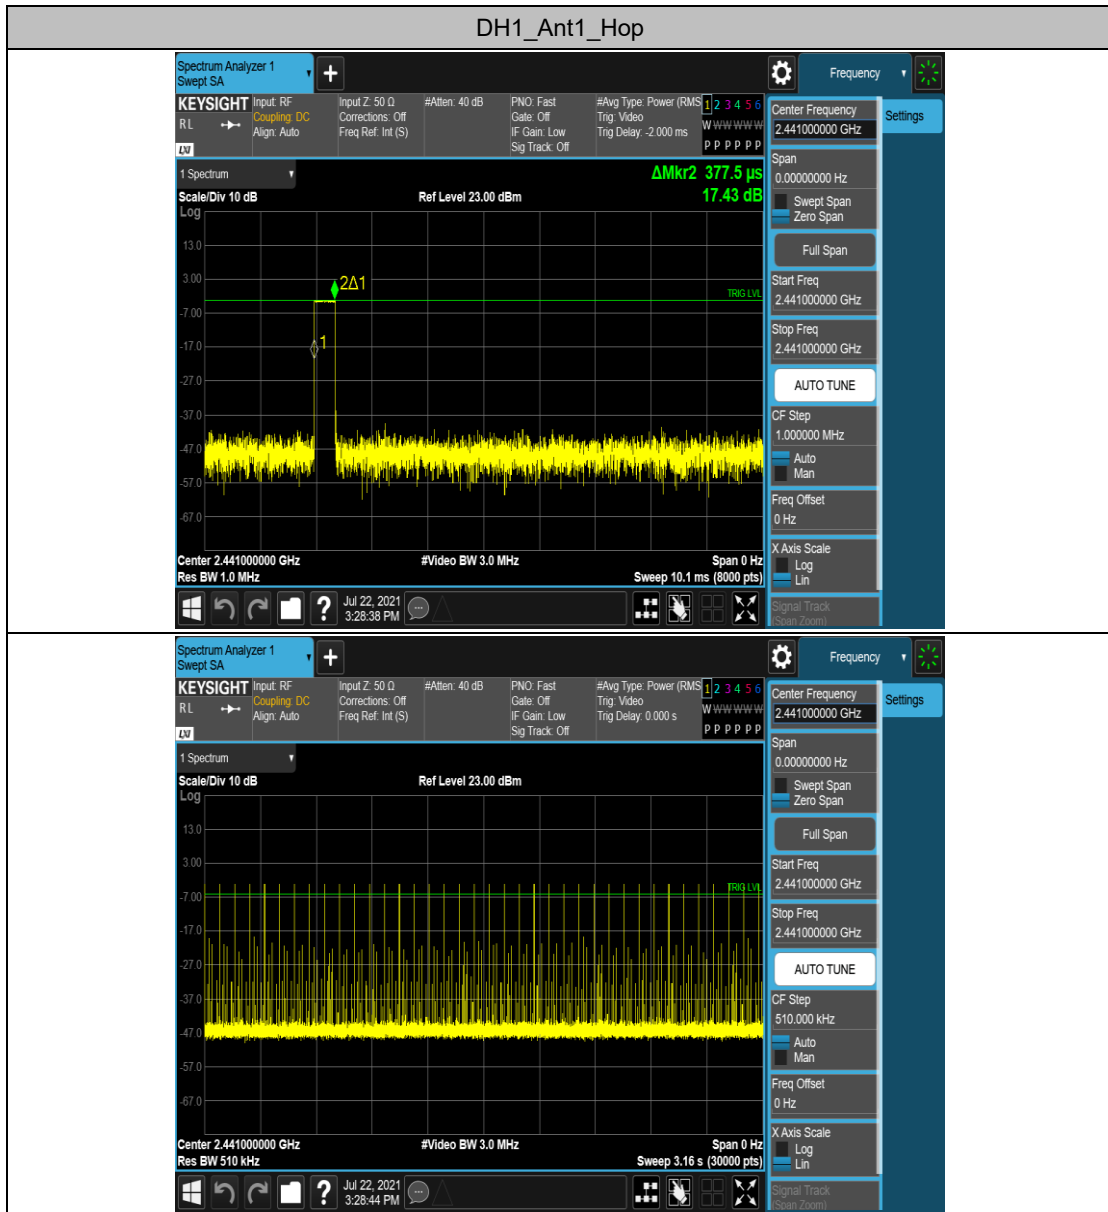 DH1_Ant1_Hop
Spectrum Analyzer 1
Swept SA
Frequency
KEYSIGHT
RL
LXI
Input: RF
Coupling: DC
Align: Auto
Input Z: 50 Ω
Corrections: Off
Freq Ref: Int (S)
#Atten: 40 dB
PNO: Fast
Gate: Off
IF Gain: Low
Sig Track: Off
#Avg Type: Power (RMS
Trig: Video
Trig Delay: -2.000 ms
1 2 3 4 5 6
W W W W W W
P P P P P P
1 Spectrum
Scale/Div 10 dB
Log
Ref Level 23.00 dBm
ΔMkr2 377.5 µs
17.43 dB
13.0
3.00
-7.00
-17.0
-27.0
-37.0
-47.0
-57.0
-67.0
2Δ1
1
TRIG LVL
Center 2.441000000 GHz
Res BW 1.0 MHz
#Video BW 3.0 MHz
Span 0 Hz
Sweep 10.1 ms (8000 pts)
Jul 22, 2021
3:28:38 PM
Center Frequency
2.441000000 GHz
Settings
Span
0.00000000 Hz
Swept Span
Zero Span
Full Span
Start Freq
2.441000000 GHz
Stop Freq
2.441000000 GHz
AUTO TUNE
CF Step
1.000000 MHz
Auto
Man
Freq Offset
0 Hz
X Axis Scale
Log
Lin
Signal Track
(Span Zoom)
Spectrum Analyzer 1
Swept SA
Frequency
KEYSIGHT
RL
LXI
Input: RF
Coupling: DC
Align: Auto
Input Z: 50 Ω
Corrections: Off
Freq Ref: Int (S)
#Atten: 40 dB
PNO: Fast
Gate: Off
IF Gain: Low
Sig Track: Off
#Avg Type: Power (RMS
Trig: Video
Trig Delay: 0.000 s
1 2 3 4 5 6
W W W W W W
P P P P P P
1 Spectrum
Scale/Div 10 dB
Log
Ref Level 23.00 dBm
13.0
3.00
-7.00
-17.0
-27.0
-37.0
-47.0
-57.0
-67.0
TRIG LVL
Center 2.441000000 GHz
Res BW 510 kHz
#Video BW 3.0 MHz
Span 0 Hz
Sweep 3.16 s (30000 pts)
Jul 22, 2021
3:28:44 PM
Center Frequency
2.441000000 GHz
Settings
Span
0.00000000 Hz
Swept Span
Zero Span
Full Span
Start Freq
2.441000000 GHz
Stop Freq
2.441000000 GHz
AUTO TUNE
CF Step
510.000 kHz
Auto
Man
Freq Offset
0 Hz
X Axis Scale
Log
Lin
Signal Track
(Span Zoom)